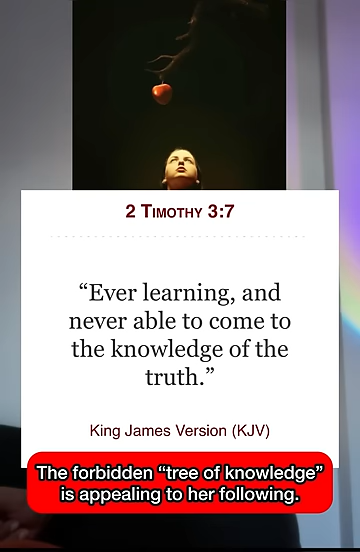 2 Timothy 3:7
“Ever learning, and
never able to come to
the knowledge of the
truth.”
King James Version (KJV)
The forbidden “tree of knowledge”
is appealing to her following.